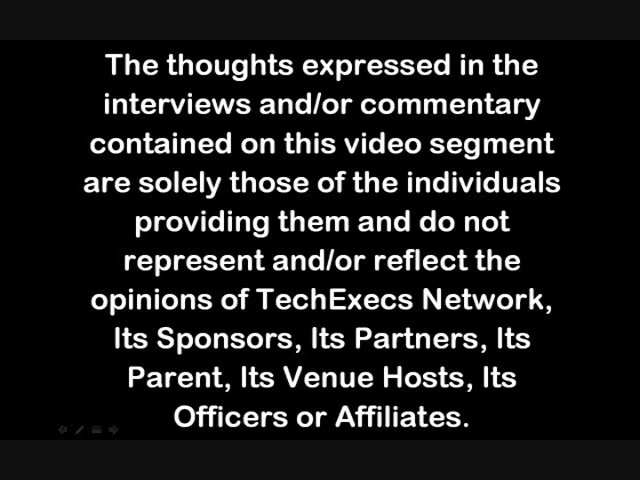 The thoughts expressed in the
interviews and/or commentary
contained on this video segment
are solely those of the individuals
providing them and do not
represent and/or reflect the
opinions of TechExecs Network,
Its Sponsors, Its Partners, Its
Parent, Its Venue Hosts, Its
Officers or Affiliates.